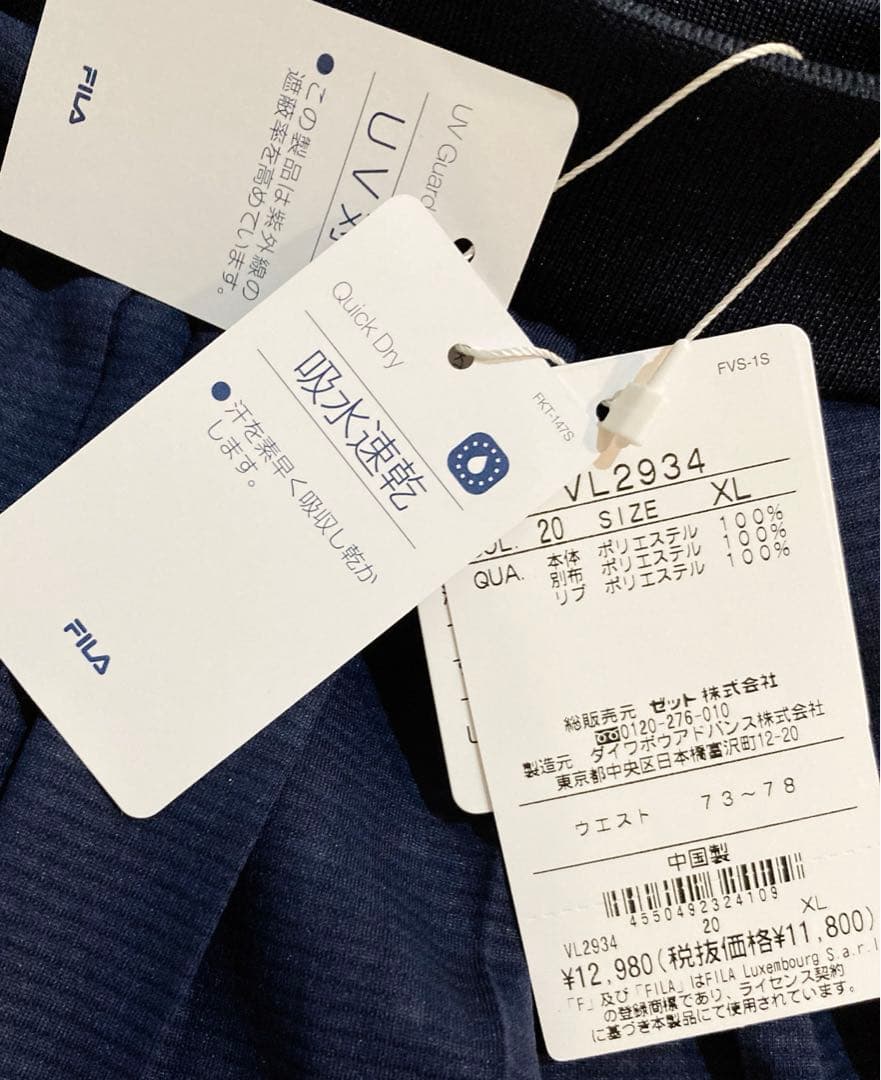 FILA
UV Guard
UV
●この製品は紫外線の
遮蔽率を高めています。
Quick Dry
吸水速乾
●汗を素早く吸収し乾か
します。
FILA
FKT-147S
FVS-1S
VL2934
20 SIZE XL
QUA. 本体 ポリエステル 100%
別布 ポリエステル 100%
リブ ポリエステル 100%
総販売元 ゼット株式会社
0120-276-010
製造元 ダイワボウアドバンス株式会社
東京都中央区日本橋富沢町12-20
ウエスト 73~78
中国製
4550492324109
VL2934 20 XL
¥12,980(税抜価格¥11,800)
「F」及び「FILA」はFILA Luxembourg S.a.r.l
の登録商標であり、ライセンス契約
に基づき本製品にて使用されています。